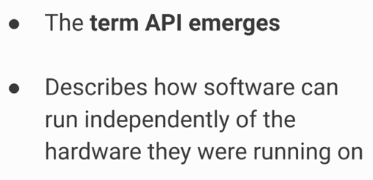 ● The term API emerges
● Describes how software can
run independently of the
hardware they were running on